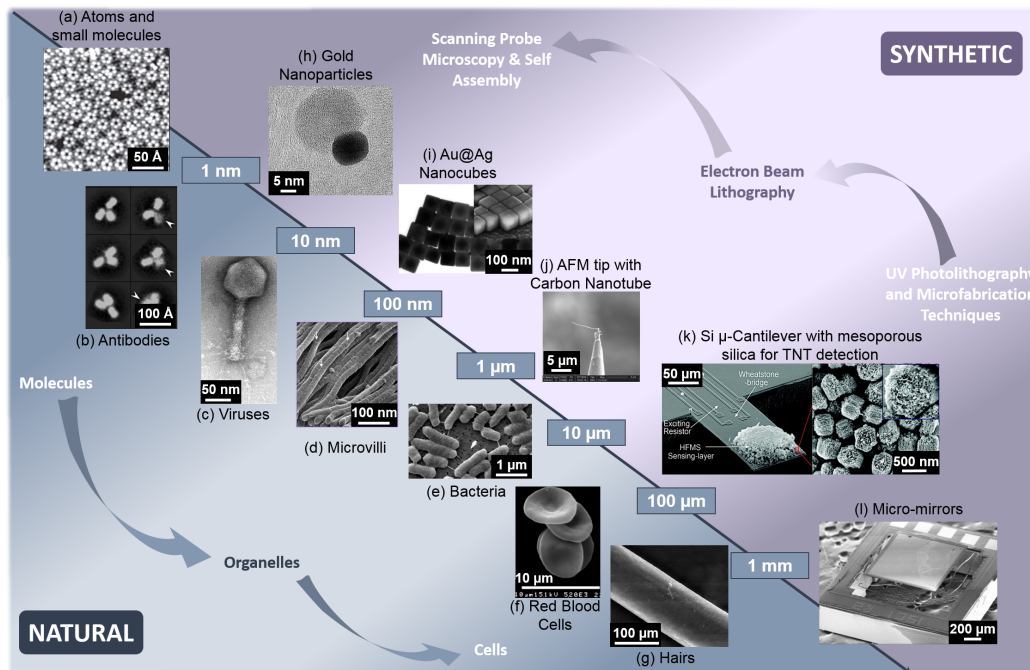 (a) Atoms and
small molecules
50 Å
(h) Gold
Nanoparticles
5 nm
Scanning Probe
Microscopy & Self
Assembly
SYNTHETIC
1 nm
(i) Au@Ag
Nanocubes
100 nm
Electron Beam
Lithography
100 Å
(b) Antibodies
10 nm
50 nm
(c) Viruses
100 nm
(j) AFM tip with
Carbon Nanotube
5 µm
UV Photolithography
and Microfabrication
Techniques
100 nm
(d) Microvilli
1 µm
(k) Si µ-Cantilever with mesoporous
silica for TNT detection
50 µm
Wheatstone
-bridge
Exciting
Resistor
HFMS
Sensing-layer
500 nm
Molecules
1 µm
(e) Bacteria
10 µm
10 µm
10µm151kV 520E3 2
(f) Red Blood
Cells
100 µm
(l) Micro-mirrors
200 µm
Organelles
100 µm
(g) Hairs
1 mm
NATURAL
Cells